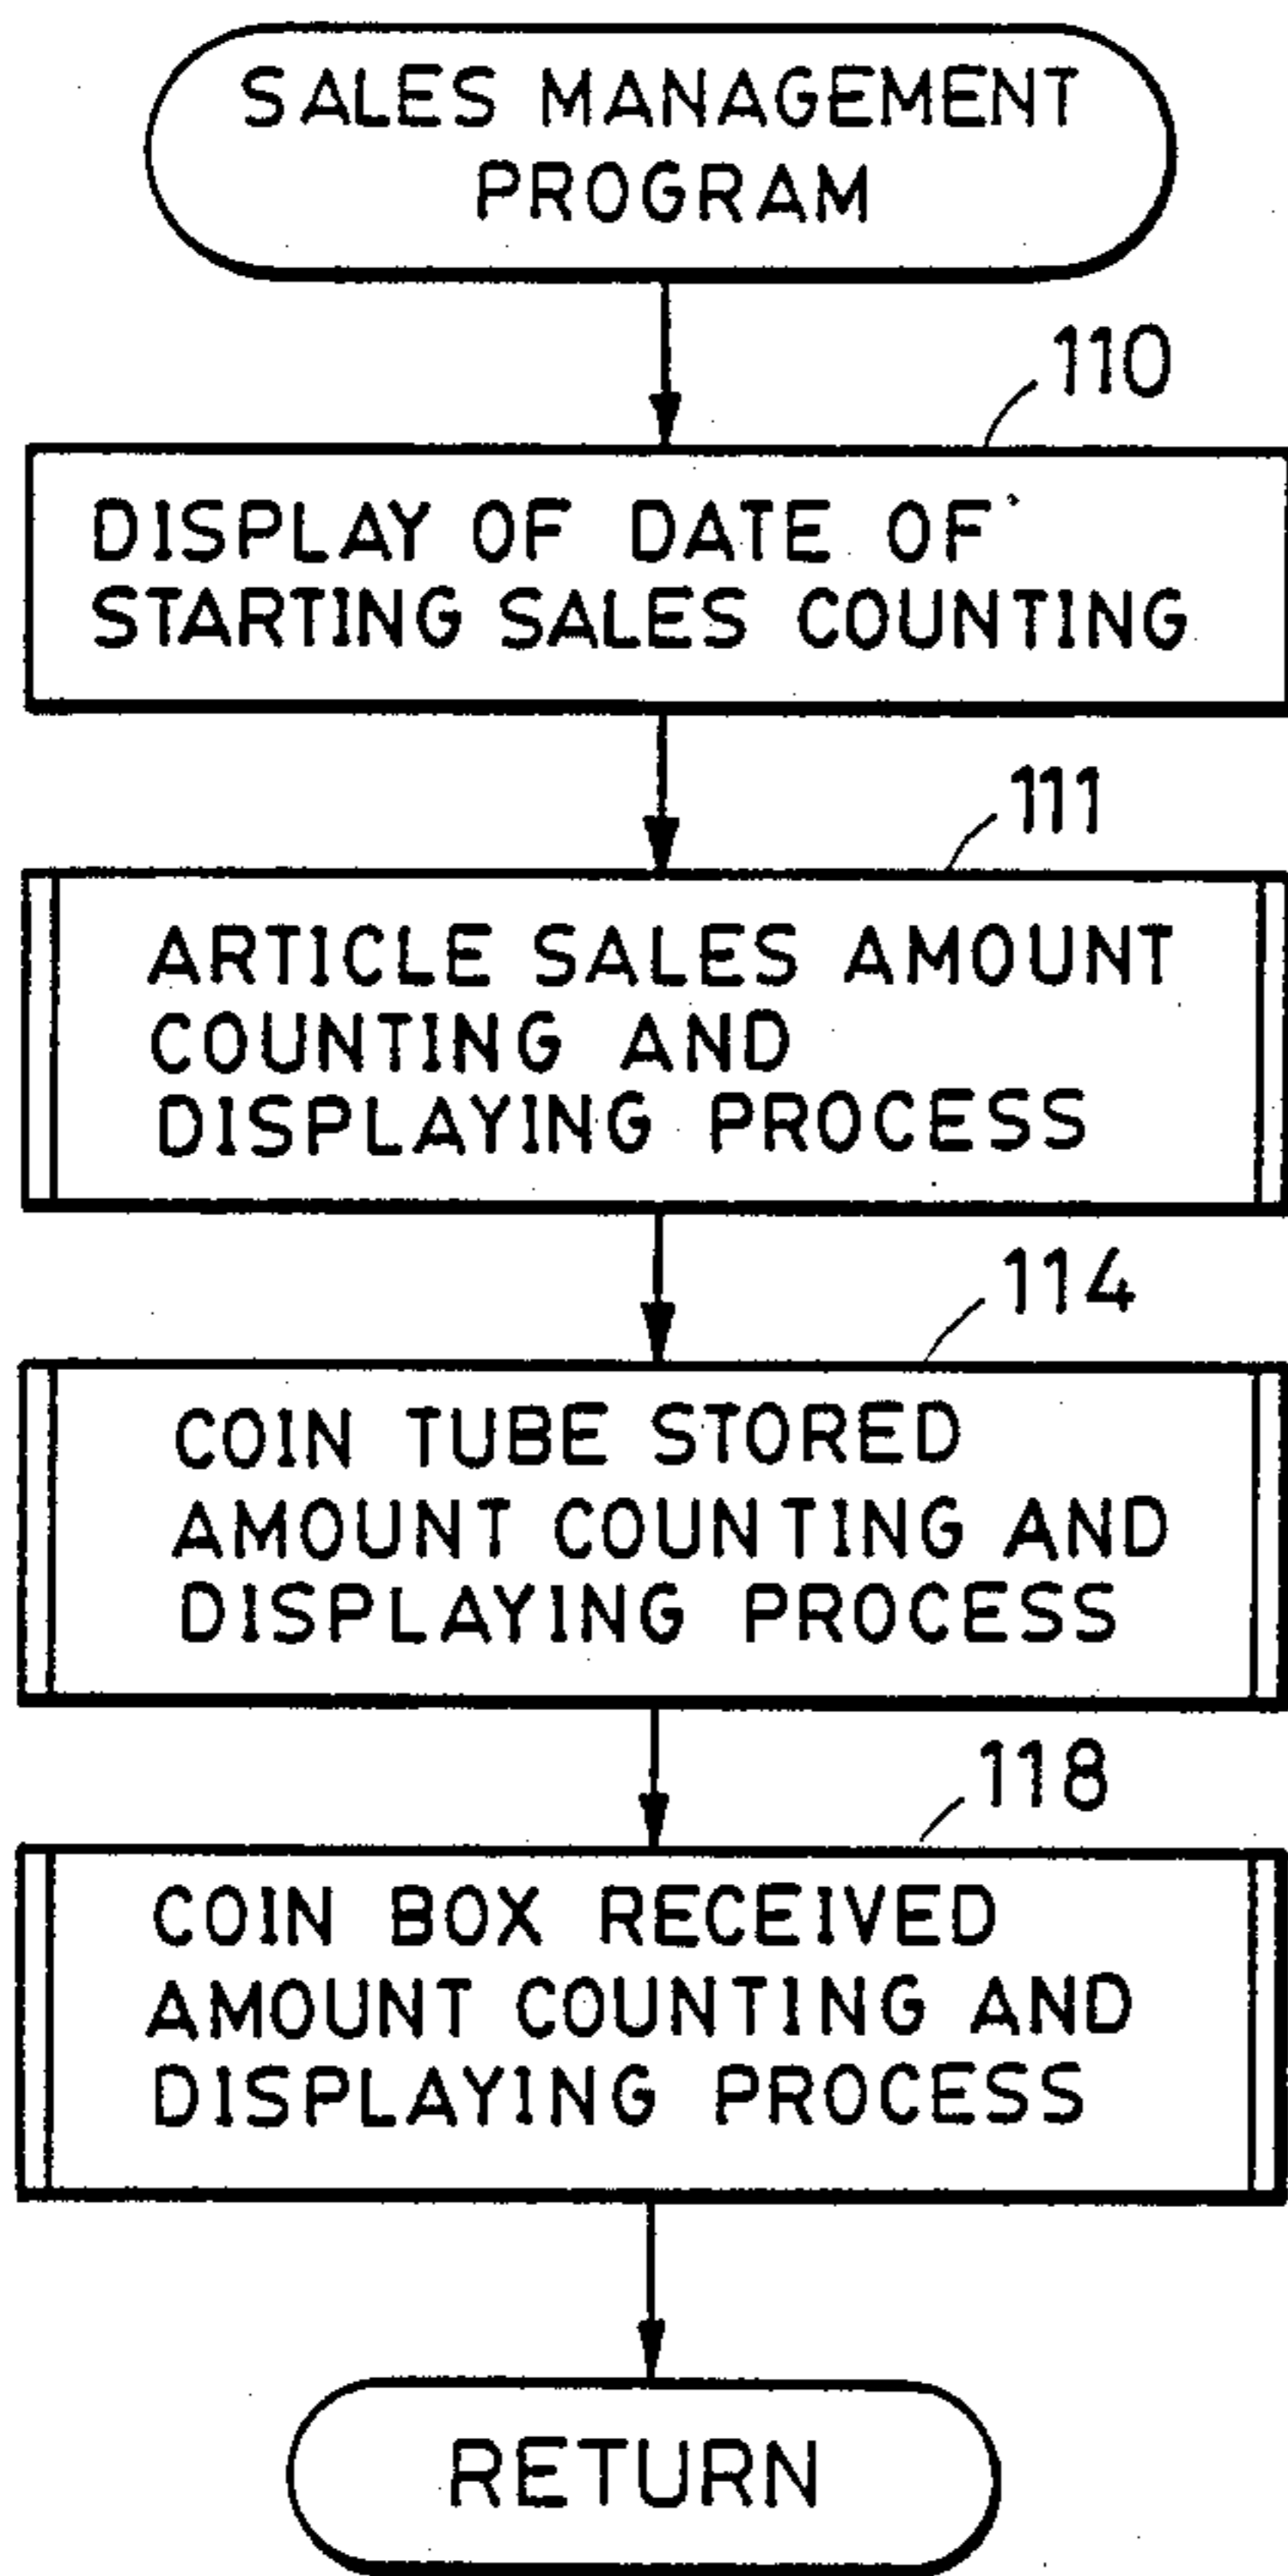 SALES MANAGEMENT
PROGRAM
110
DISPLAY OF DATE OF
STARTING SALES COUNTING
111
ARTICLE SALES AMOUNT
COUNTING AND
DISPLAYING PROCESS
114
COIN TUBE STORED
AMOUNT COUNTING AND
DISPLAYING PROCESS
118
COIN BOX RECEIVED
AMOUNT COUNTING AND
DISPLAYING PROCESS
RETURN